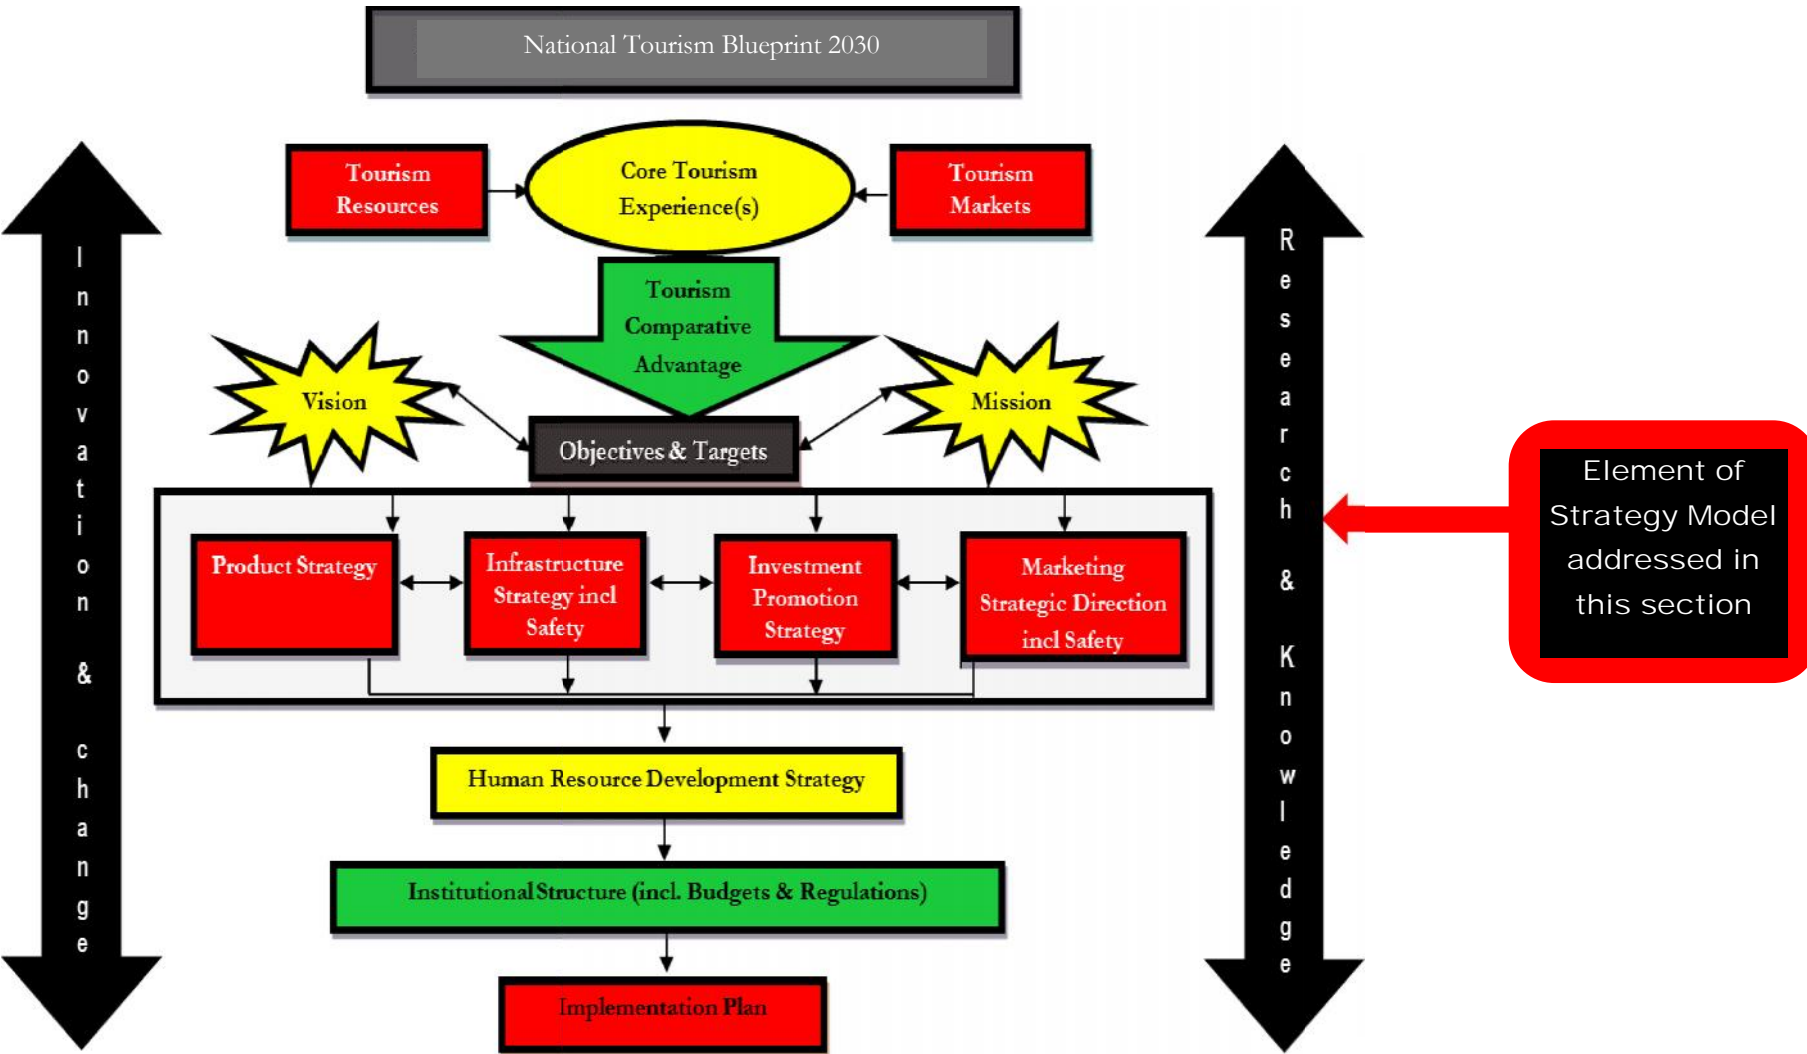 National Tourism Blueprint 2030
Tourism
Resources
Core Tourism
Experience(s)
Tourism
Markets
Tourism
Comparative
Advantage
Vision
Mission
Objectives & Targets
Product Strategy
Infrastructure
Strategy incl
Safety
Investment
Promotion
Strategy
Marketing
Strategic Direction
incl Safety
Human Resource Development Strategy
Institutional Structure (incl. Budgets & Regulations)
Implementation Plan
Innovation & change
Research & Knowledge
Element of
Strategy Model
addressed in
this section